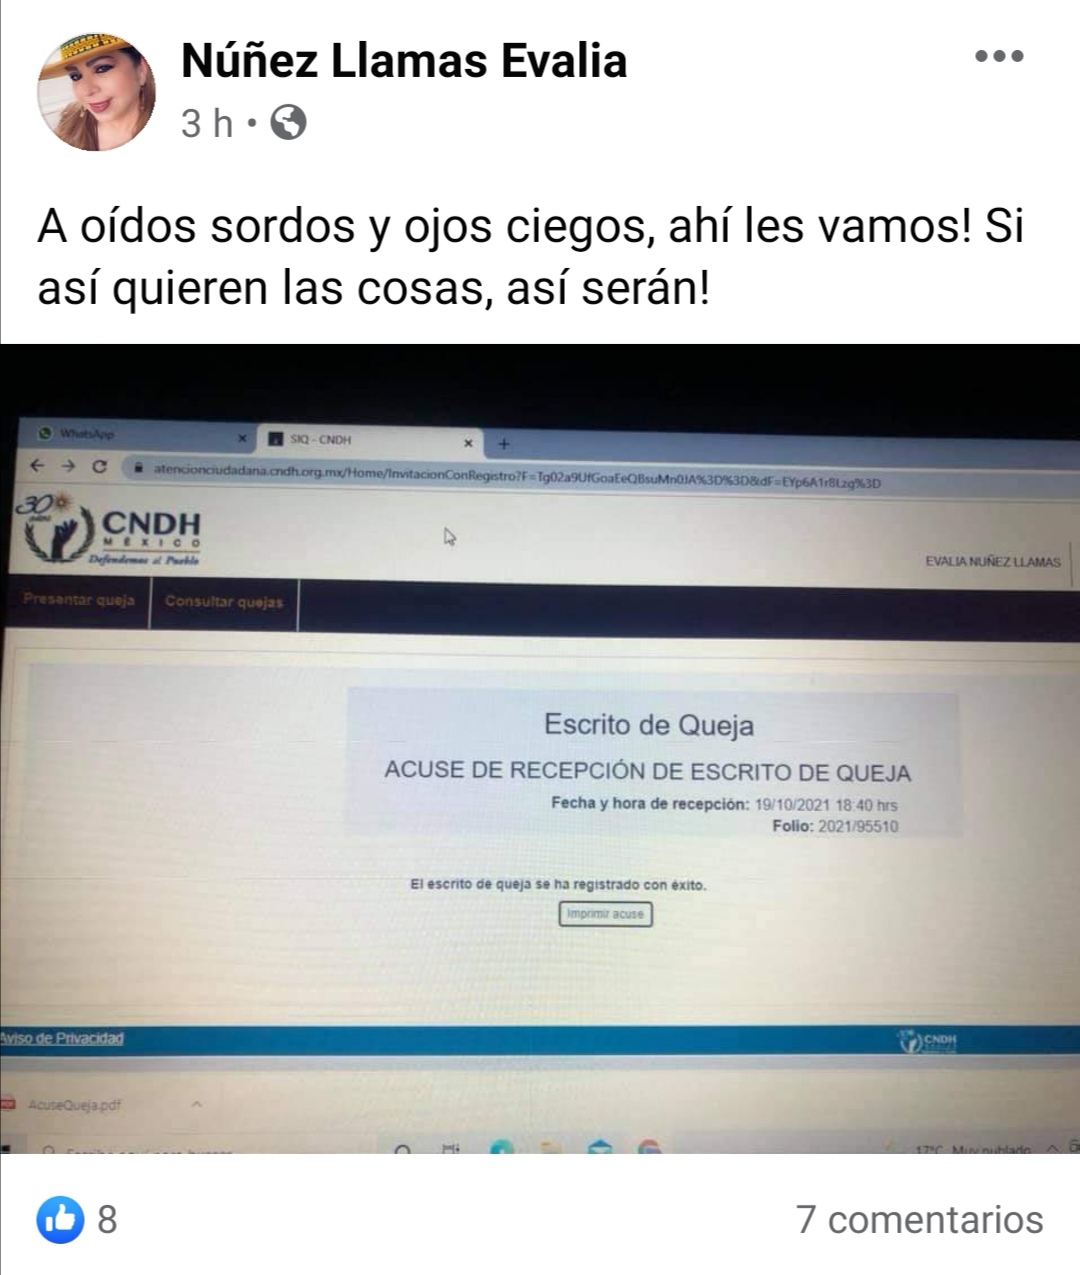 Núñez Llamas Evalia
3 h
A oídos sordos y ojos ciegos, ahí les vamos! Si
así quieren las cosas, así serán!
WhatsApp
SIQ - CNDH
atencionciudadana.cndh.org.mx/Home/InvitacionConRegistro?F=Tg02a9UfGoaEeQBsuMn0JA%3D%3D&dF=EYp6A1r8Lzg%3D
30
CNDH
MÉXICO
Defendemos al Pueblo
EVALIA NUÑEZ LLAMAS
Presentar queja
Consultar quejas
Escrito de Queja
ACUSE DE RECEPCIÓN DE ESCRITO DE QUEJA
Fecha y hora de recepción: 19/10/2021 18:40 hrs
Folio: 2021/95510
El escrito de queja se ha registrado con éxito.
Imprimir acuse
Aviso de Privacidad
CNDH
AcuseQueja.pdf
17°C Muy nublado
8
7 comentarios